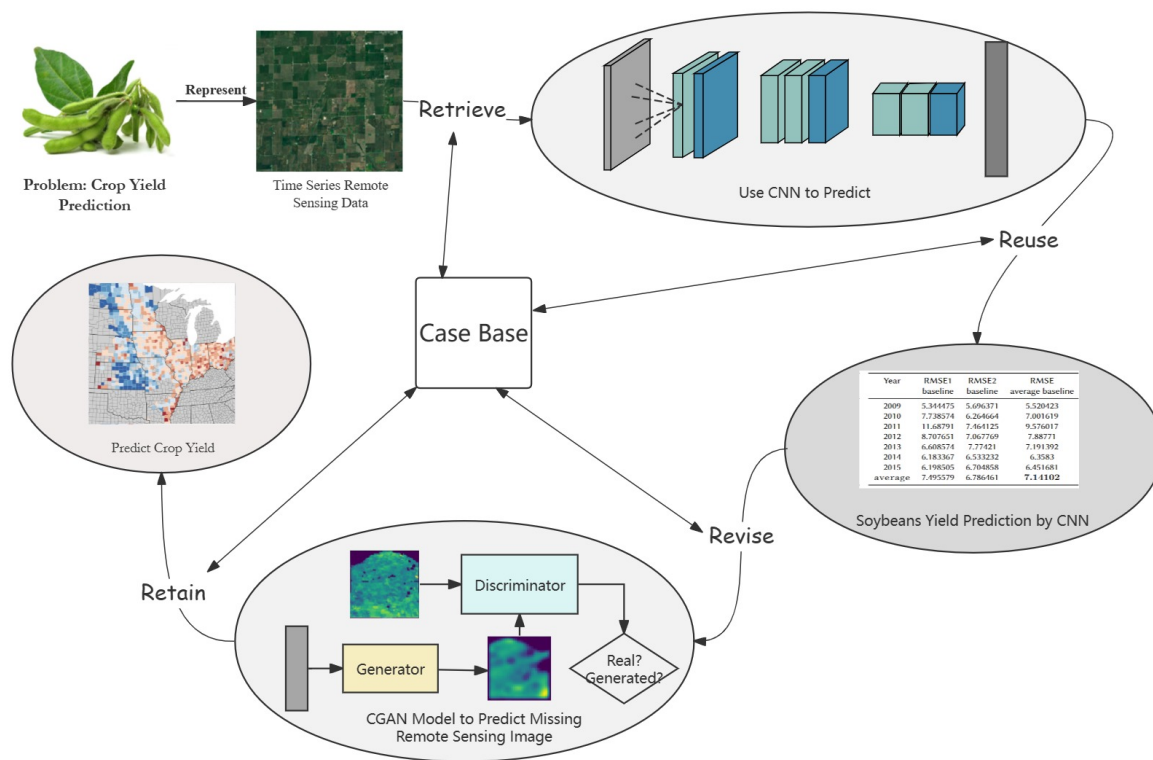 Represent
Retrieve
Problem: Crop Yield
Prediction
Time Series Remote
Sensing Data
Use CNN to Predict
Reuse
Case Base
Year RMSE1 RMSE2 RMSE
baseline baseline average baseline
2009 5.344475 5.696371 5.520423
2010 7.738574 6.264664 7.001619
2011 11.68791 7.464125 9.576017
2012 8.707651 7.067769 7.88771
2013 6.608574 7.77421 7.191392
2014 6.183367 6.533232 6.3583
2015 6.198505 6.704858 6.451681
average 7.495579 6.786461 7.14102
Soybeans Yield Prediction by CNN
Predict Crop Yield
Revise
Retain
Discriminator
Generator
Real?
Generated?
CGAN Model to Predict Missing
Remote Sensing Image